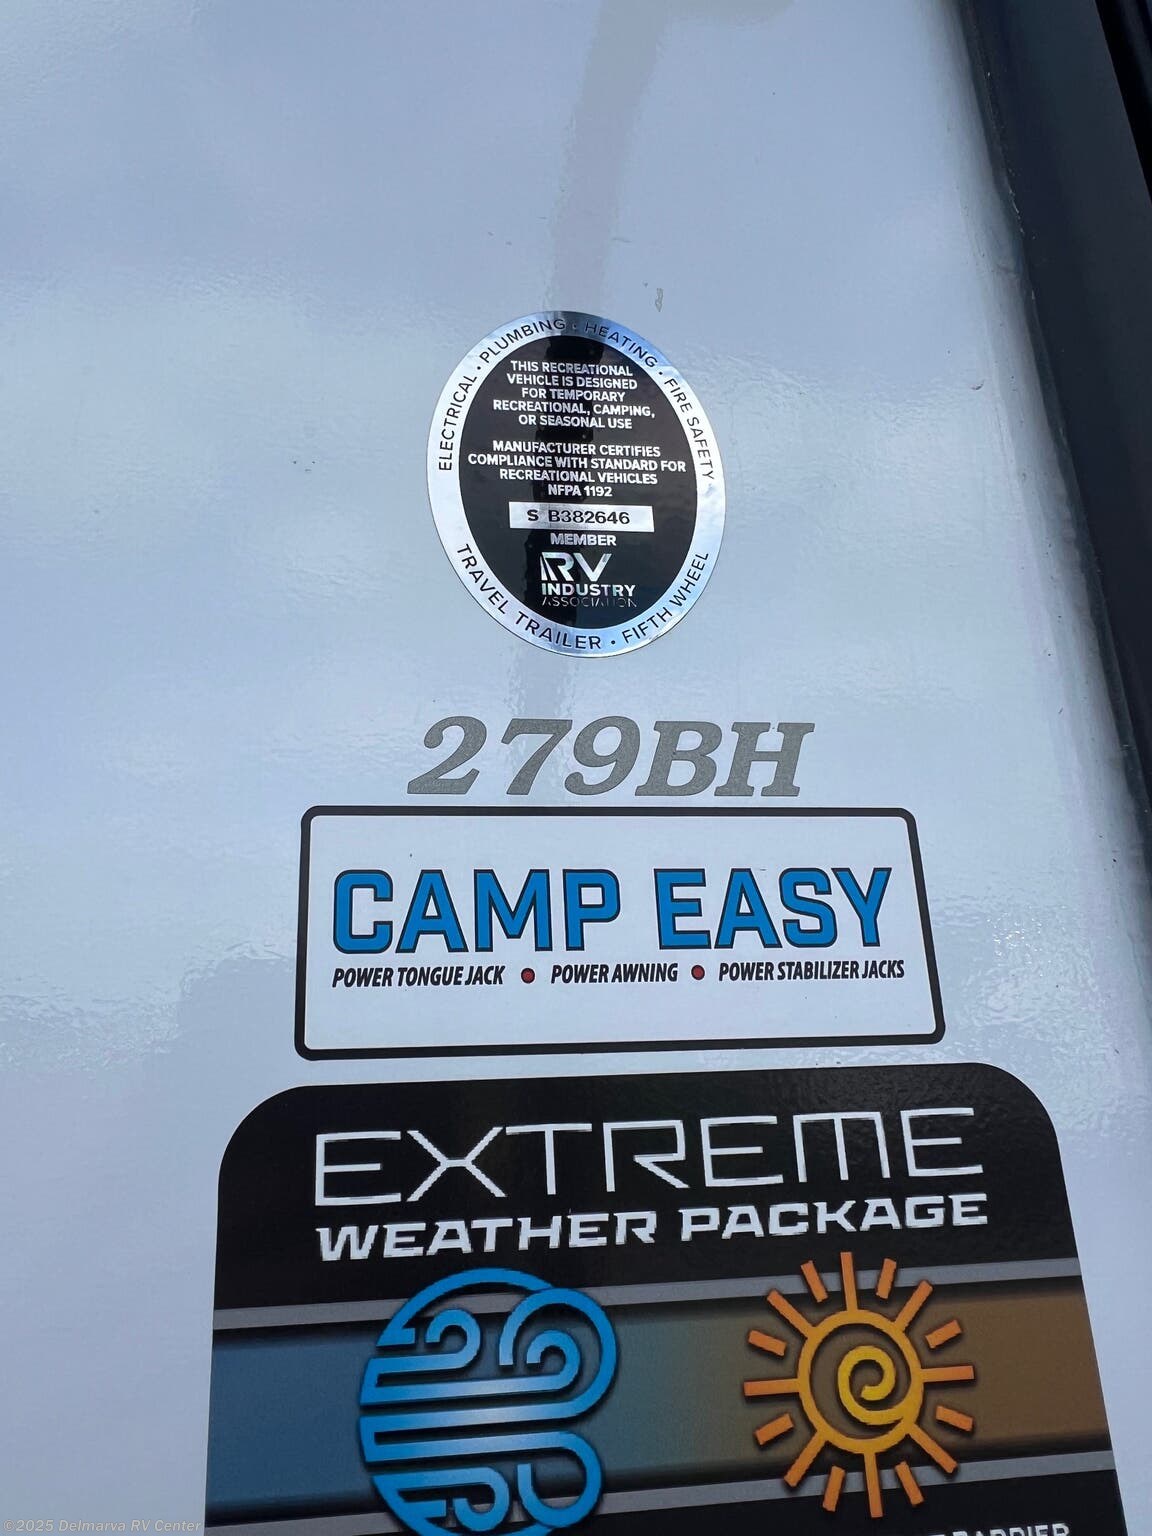 ELECTRICAL · PLUMBING · HEATING · FIRE SAFETY
THIS RECREATIONAL
VEHICLE IS DESIGNED
FOR TEMPORARY
RECREATIONAL, CAMPING,
OR SEASONAL USE
MANUFACTURER CERTIFIES
COMPLIANCE WITH STANDARD FOR
RECREATIONAL VEHICLES
NFPA 1192
S B382646
MEMBER
RV
INDUSTRY
ASSOCIATION
TRAVEL TRAILER · FIFTH WHEEL
279BH
CAMP EASY
POWER TONGUE JACK • POWER AWNING • POWER STABILIZER JACKS
EXTREME
WEATHER PACKAGE
©2025 Delmarva RV Center